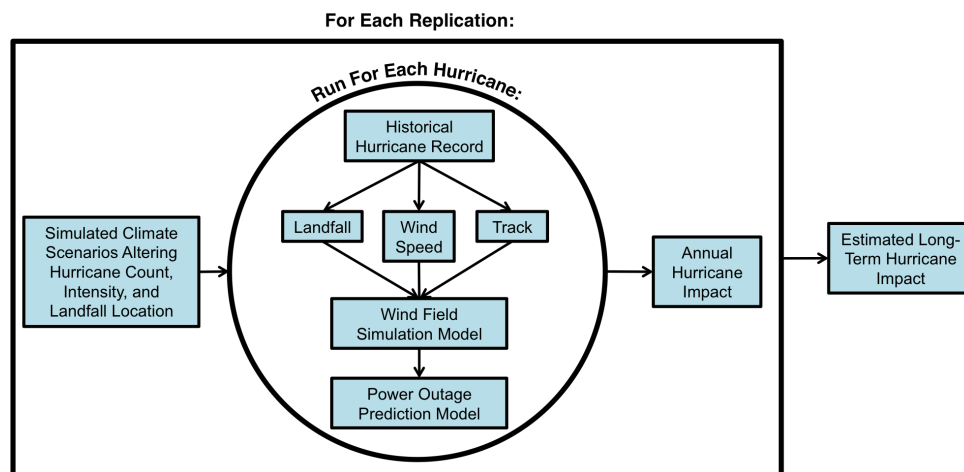 For Each Replication:
Run For Each Hurricane:
Historical
Hurricane Record
Landfall
Wind
Speed
Track
Simulated Climate
Scenarios Altering
Hurricane Count,
Intensity, and
Landfall Location
Wind Field
Simulation Model
Power Outage
Prediction Model
Annual
Hurricane
Impact
Estimated Long-
Term Hurricane
Impact